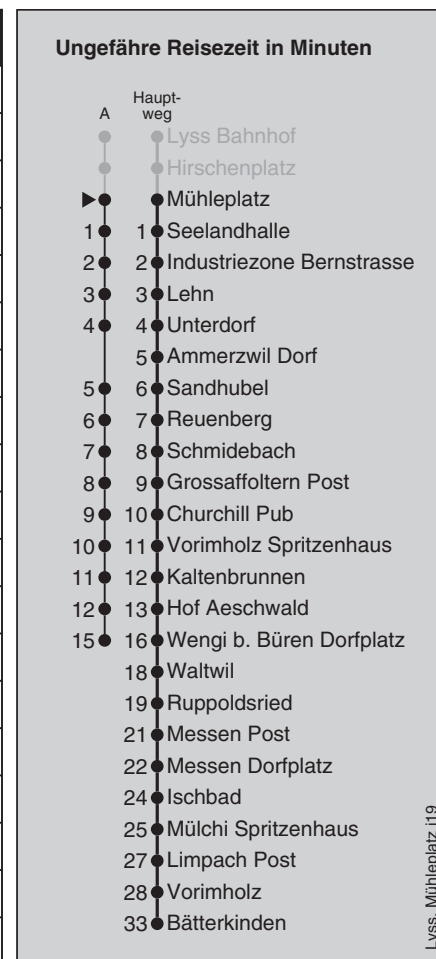 Ungefähre Reisezeit in Minuten
A Haupt-
weg
Lyss Bahnhof
Hirschenplatz
Mühleplatz
1 1 Seelandhalle
2 2 Industriezone Bernstrasse
3 3 Lehn
4 4 Unterdorf
5 Ammerzwil Dorf
5 6 Sandhubel
6 7 Reuenberg
7 8 Schmidebach
8 9 Grossaffoltern Post
9 10 Churchill Pub
10 11 Vorimholz Spritzenhaus
11 12 Kaltenbrunnen
12 13 Hof Aeschwald
15 16 Wengi b. Büren Dorfplatz
18 Waltwil
19 Ruppoldsried
21 Messen Post
22 Messen Dorfplatz
24 Ischbad
25 Mülchi Spritzenhaus
27 Limpach Post
28 Vorimholz
33 Bätterkinden
Lyss, Mühleplatz j19